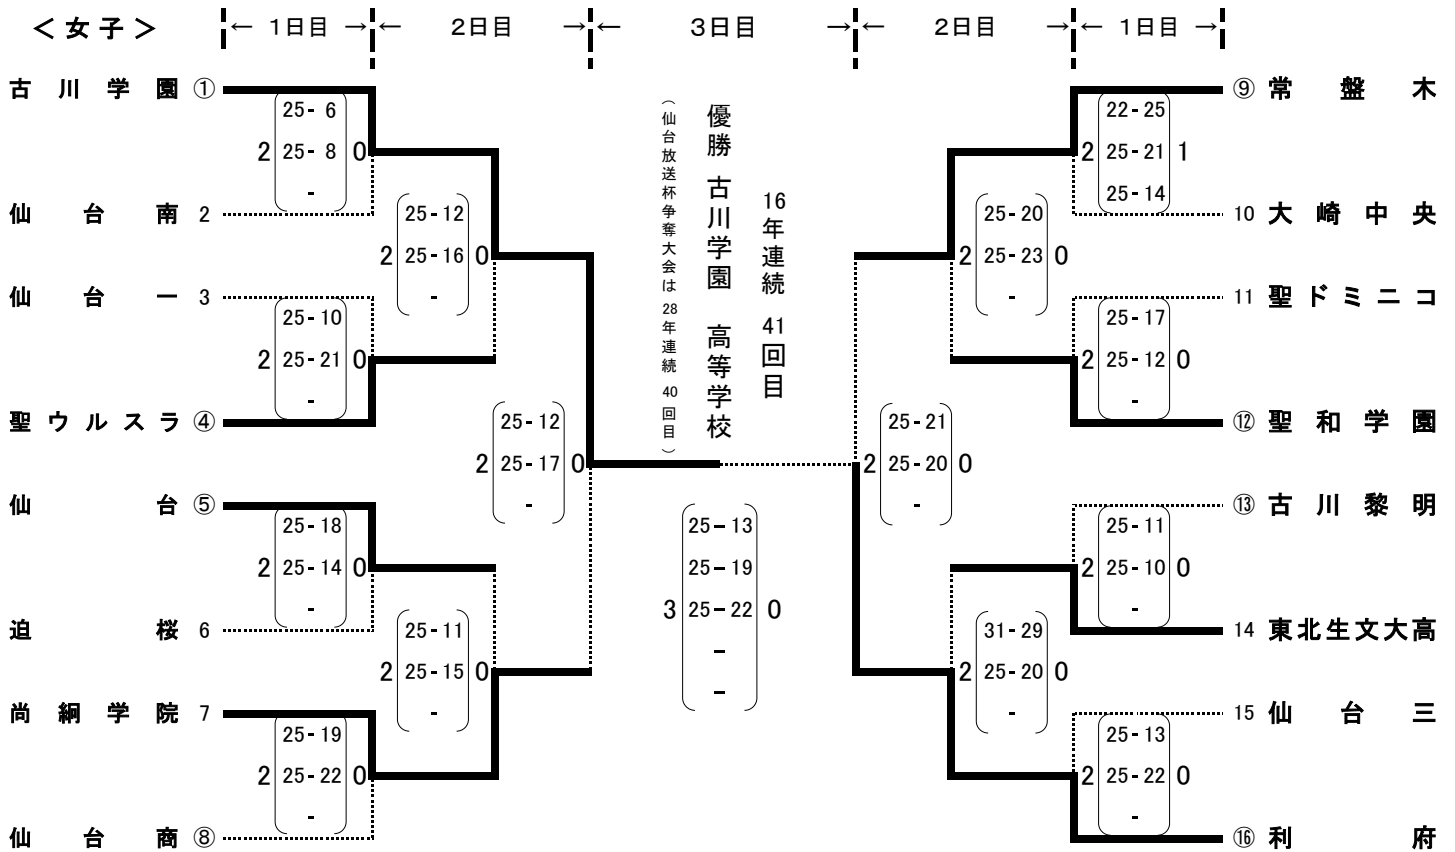 ＜女子＞
← 1日目 → ← 2日目 → ← 3日目 → ← 2日目 → ← 1日目 →
古川学園 ①
25-6
2 25-8 0
-
仙台南 2
25-12
2 25-16 0
-
仙台一 3
25-10
2 25-21 0
-
聖ウルスラ ④
25-12
2 25-17 0
-
仙台 ⑤
25-18
2 25-14 0
-
迫桜 6
25-11
2 25-15 0
-
尚絅学院 7
25-19
2 25-22 0
-
仙台商 ⑧
16年連続 41回目
優勝 古川学園 高等学校
（仙台放送杯争奪大会は28年連続40回目）
25-13
25-19
3 25-22 0
-
-
⑨ 常盤木
22-25
2 25-21 1
25-14
10 大崎中央
25-20
2 25-23 0
-
11 聖ドミニコ
25-17
2 25-12 0
-
⑫ 聖和学園
25-21
2 25-20 0
-
⑬ 古川黎明
25-11
2 25-10 0
-
14 東北生文大高
31-29
2 25-20 0
-
15 仙台三
25-13
2 25-22 0
-
⑯ 利府